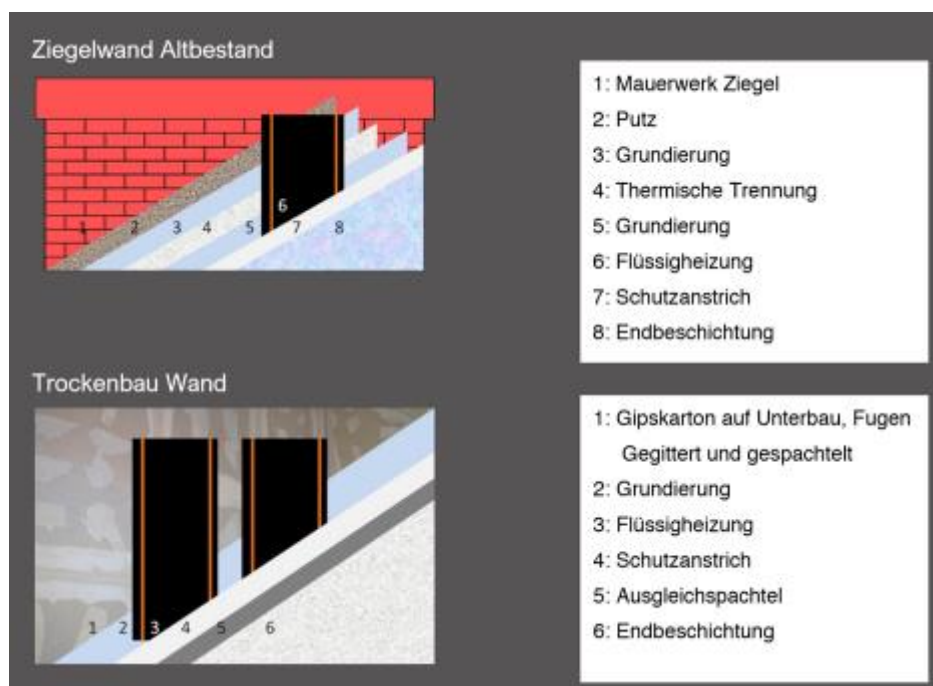 Ziegelwand Altbestand
1 2 3 4 5 6 7 8
1: Mauerwerk Ziegel
2: Putz
3: Grundierung
4: Thermische Trennung
5: Grundierung
6: Flüssigheizung
7: Schutzanstrich
8: Endbeschichtung
Trockenbau Wand
1 2 3 4 5 6
1: Gipskarton auf Unterbau, Fugen
Gegittert und gespachtelt
2: Grundierung
3: Flüssigheizung
4: Schutzanstrich
5: Ausgleichspachtel
6: Endbeschichtung